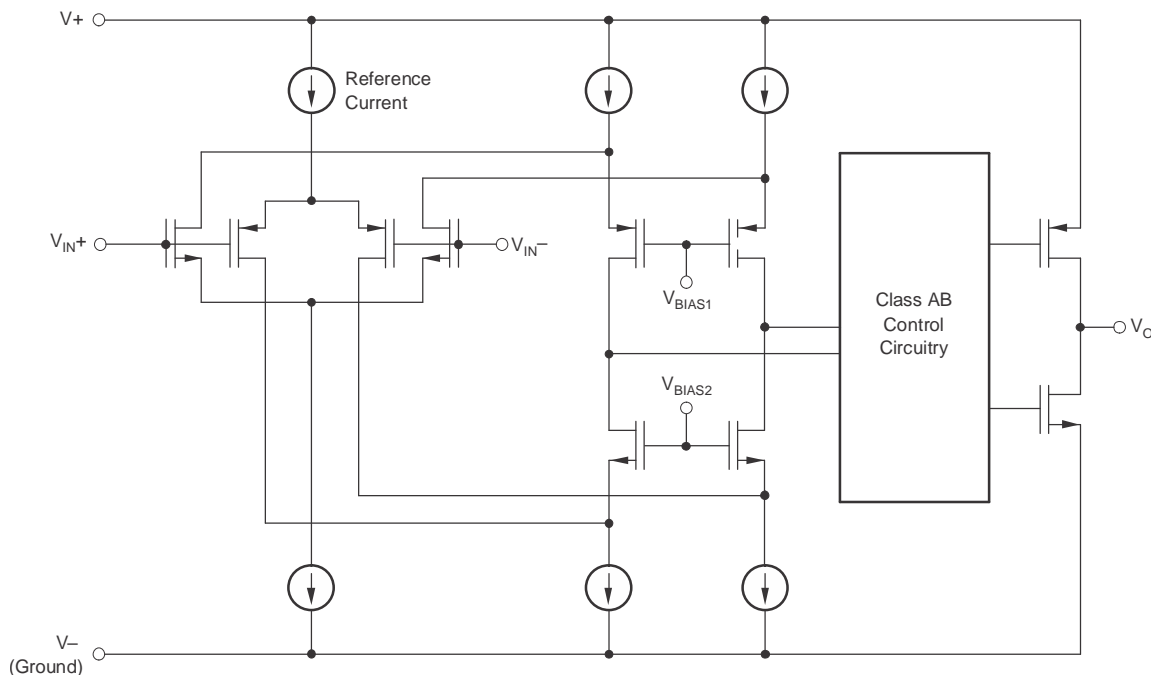 V+
Reference
Current
V_IN+
V_IN–
V_BIAS1
Class AB
Control
Circuitry
V_O
V_BIAS2
V–
(Ground)